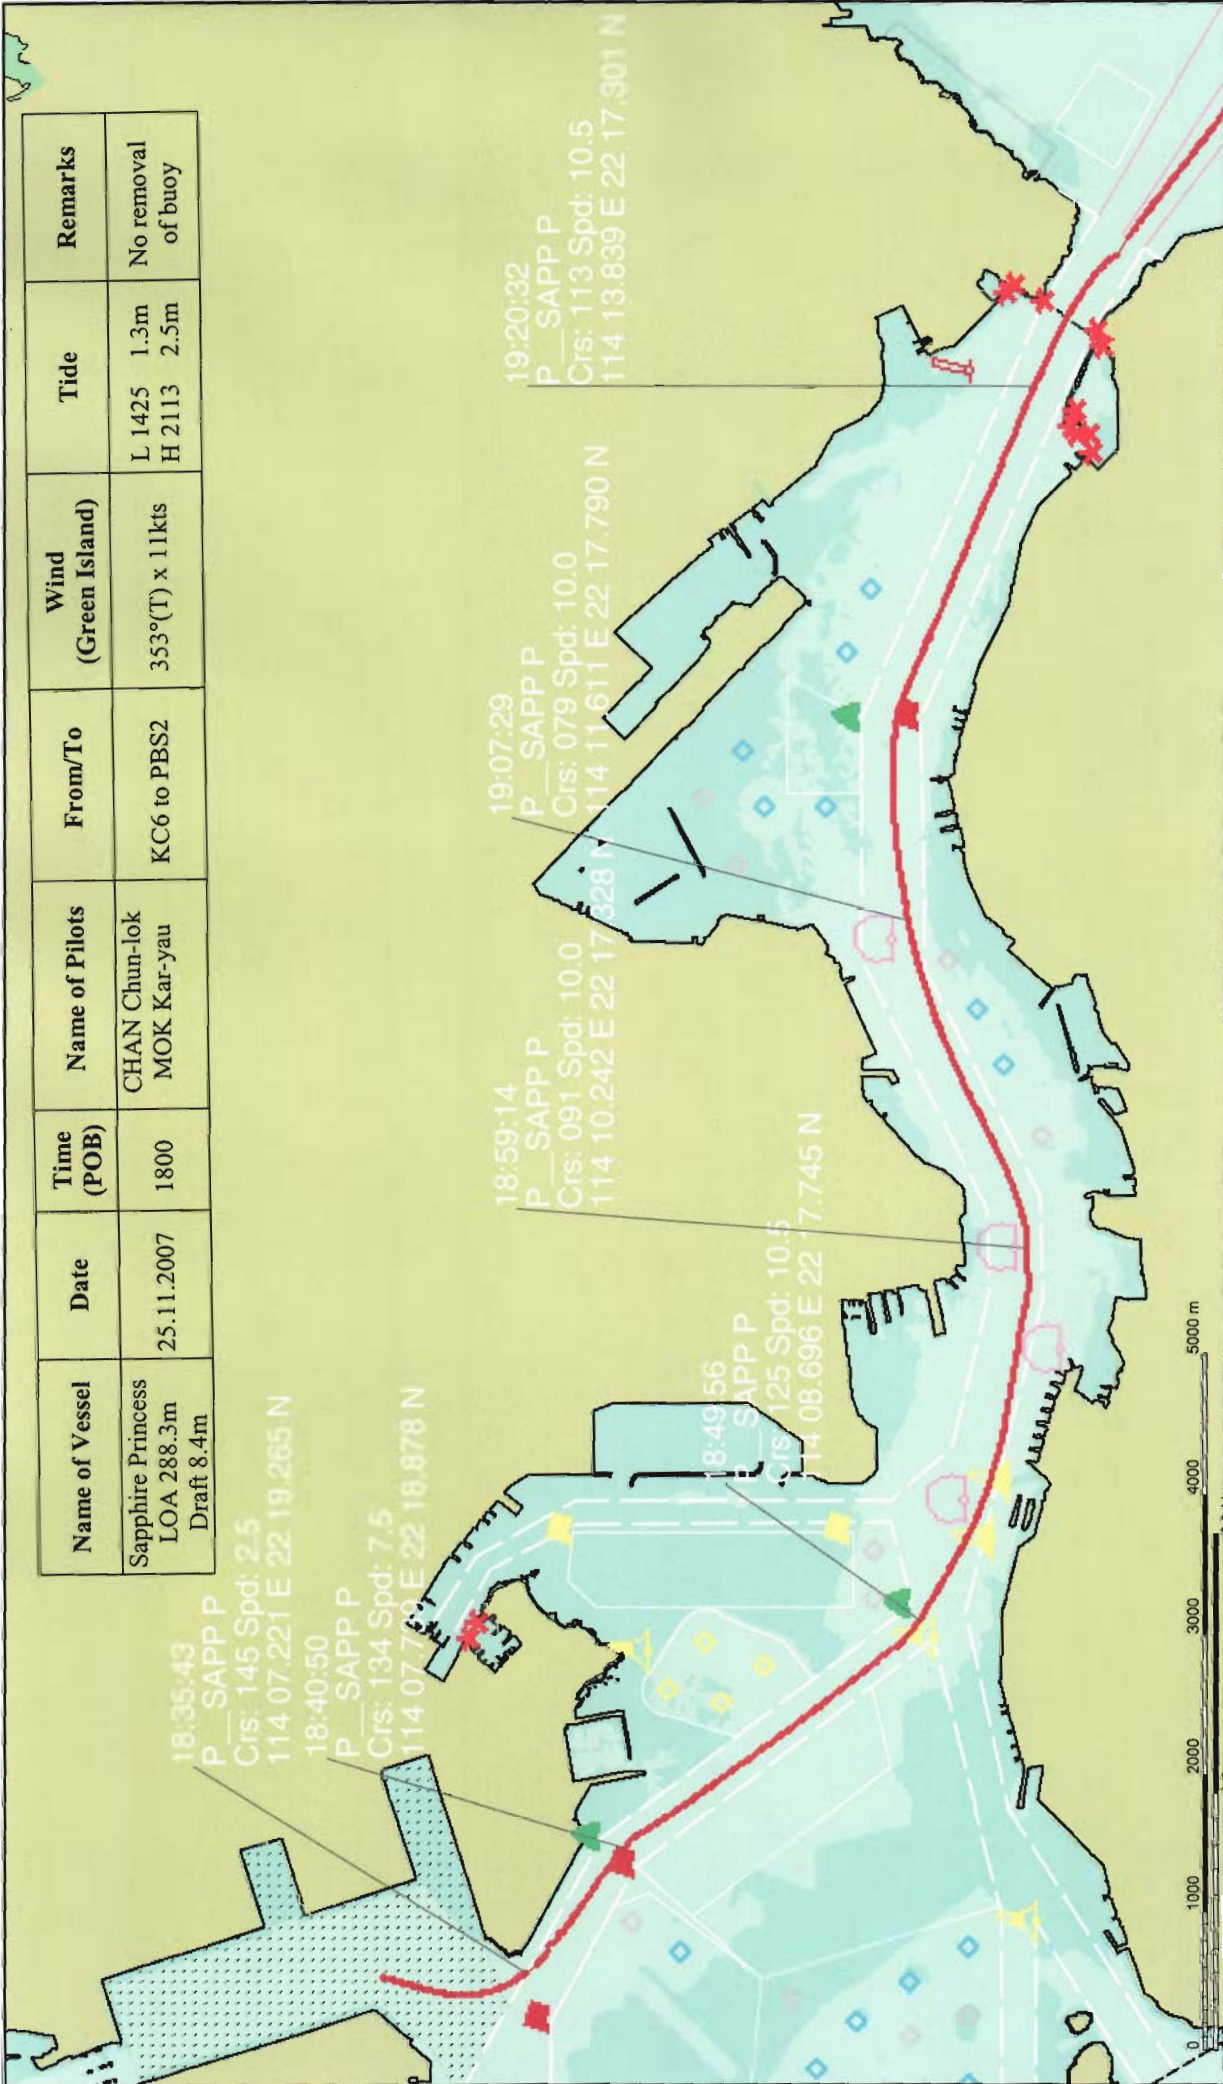 Name of Vessel
Date
Time
(POB)
Name of Pilots
From/To
Wind
(Green Island)
Tide
Remarks
Sapphire Princess
LOA 288.3m
Draft 8.4m
25.11.2007
1800
CHAN Chun-lok
MOK Kar-yau
KC6 to PBS2
353°(T) x 11kts
L 1425 1.3m
H 2113 2.5m
No removal
of buoy
18:35:43
P__SAPP P
Crs: 145 Spd: 2.5
114 07.221 E 22 19.265 N
18:40:50
P__SAPP P
Crs: 134 Spd: 7.5
E 22 18.878 N
18:49:56
SAPP P
125 Spd: 10.5
114 08.696 E 22 7.745 N
18:59:14
P__SAPP P
Crs: 091 Spd: 10.0
114 10.242 E 22 17.328 N
19:07:29
P__SAPP P
Crs: 079 Spd: 10.0
114 11.611 E 22 17.790 N
19:20:32
P__SAPP P
Crs: 113 Spd: 10.5
114 13.839 E 22 17.301 N
0 1000 2000 3000 4000 5000 m